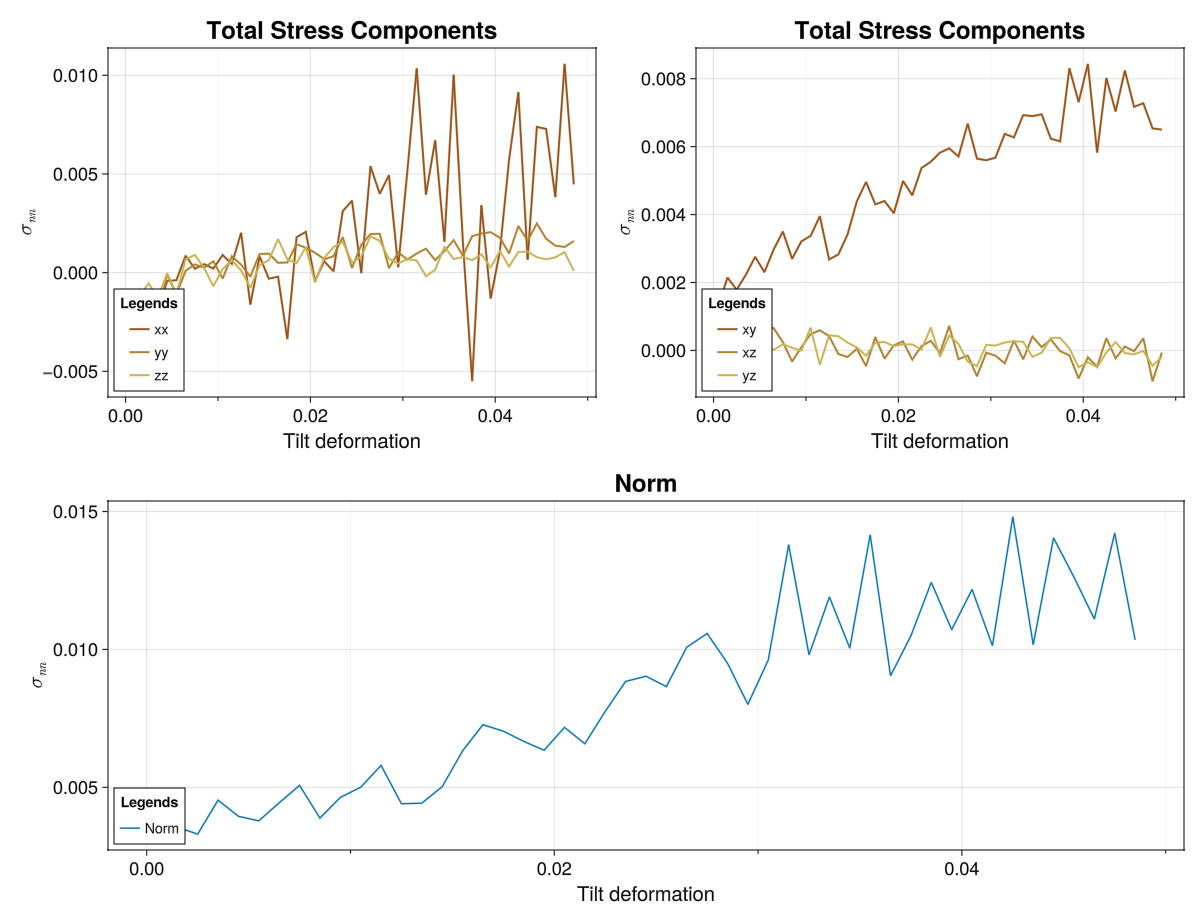 Total Stress Components
σnn
0.010
0.005
0.000
−0.005
Legends
xx
yy
zz
0.00
0.02
0.04
Tilt deformation
Total Stress Components
σnn
0.008
0.006
0.004
0.002
0.000
Legends
xy
xz
yz
0.00
0.02
0.04
Tilt deformation
Norm
σnn
0.015
0.010
0.005
Legends
Norm
0.00
0.02
0.04
Tilt deformation